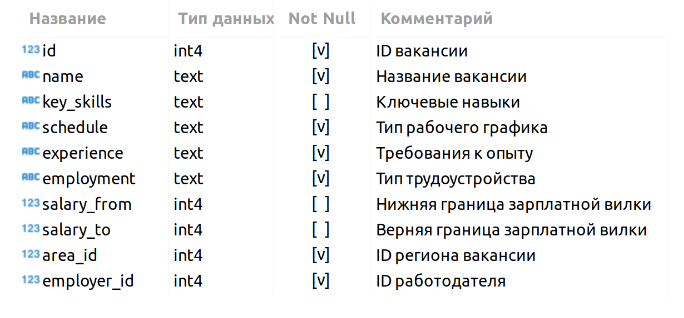 Название Тип данных Not Null Комментарий
123 id int4 [v] ID вакансии
ABC name text [v] Название вакансии
ABC key_skills text [ ] Ключевые навыки
ABC schedule text [v] Тип рабочего графика
ABC experience text [v] Требования к опыту
ABC employment text [v] Тип трудоустройства
123 salary_from int4 [ ] Нижняя граница зарплатной вилки
123 salary_to int4 [ ] Верняя граница зарплатной вилки
123 area_id int4 [v] ID региона вакансии
123 employer_id int4 [v] ID работодателя